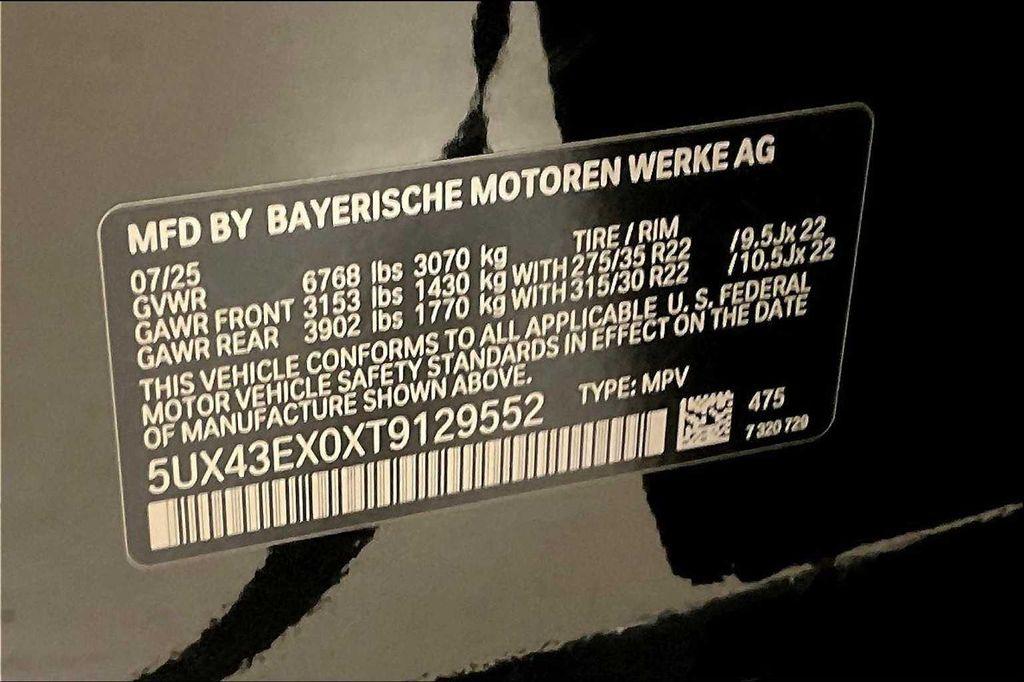 MFD BY BAYERISCHE MOTOREN WERKE AG
07/25 TIRE / RIM
GVWR 6768 lbs 3070 kg
GAWR FRONT 3153 lbs 1430 kg WITH 275/35 R22 /9.5Jx22
GAWR REAR 3902 lbs 1770 kg WITH 315/30 R22 /10.5Jx22
THIS VEHICLE CONFORMS TO ALL APPLICABLE U. S. FEDERAL
MOTOR VEHICLE SAFETY STANDARDS IN EFFECT ON THE DATE
OF MANUFACTURE SHOWN ABOVE.
TYPE: MPV
5UX43EX0XT9129552
475
7 320 729